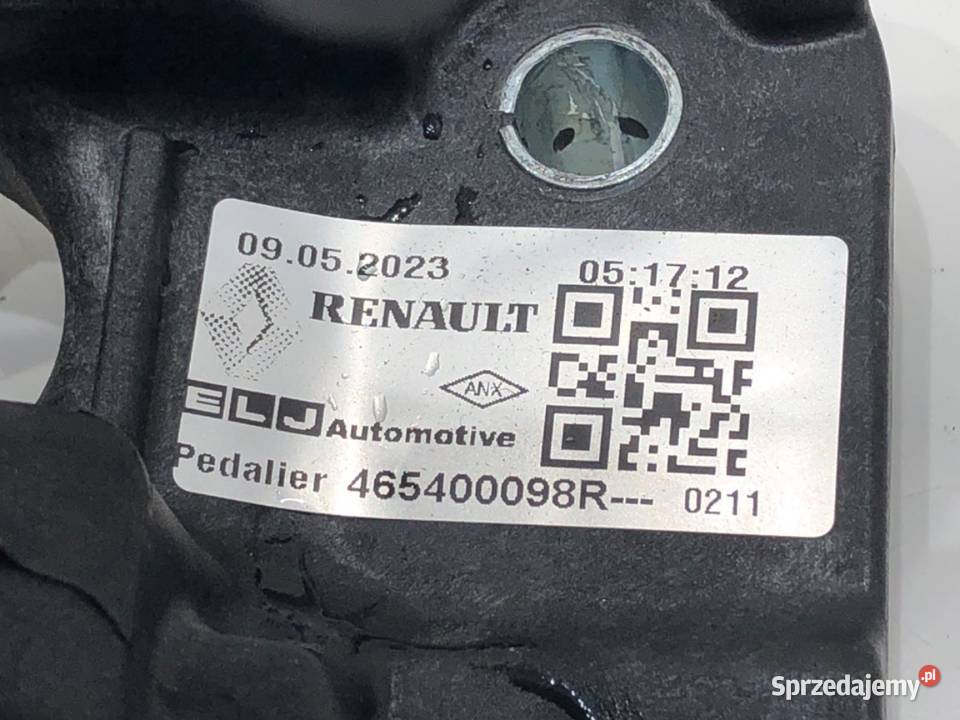 09.05.2023 05:17:12
RENAULT
ANX
ELJ Automotive
Pedalier 465400098R--- 0211
Sprzedajemy.pl